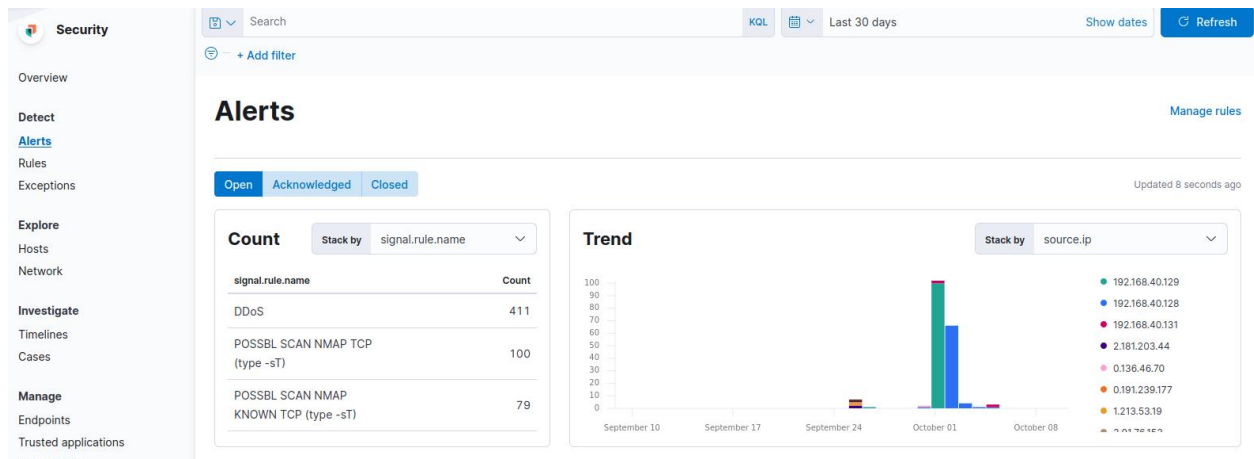 Security
Search
KQL
Last 30 days
Show dates
Refresh
+ Add filter
Overview
Detect
Alerts
Rules
Exceptions
Explore
Hosts
Network
Investigate
Timelines
Cases
Manage
Endpoints
Trusted applications
Alerts
Manage rules
Open Acknowledged Closed
Updated 8 seconds ago
Count
Stack by signal.rule.name
signal.rule.name Count
DDoS 411
POSSBL SCAN NMAP TCP
(type -sT)
100
POSSBL SCAN NMAP
KNOWN TCP (type -sT)
79
Trend
Stack by source.ip
100
90
80
70
60
50
40
30
20
10
0
September 10 September 17 September 24 October 01 October 08
192.168.40.129
192.168.40.128
192.168.40.131
2.181.203.44
0.136.46.70
0.191.239.177
1.213.53.19